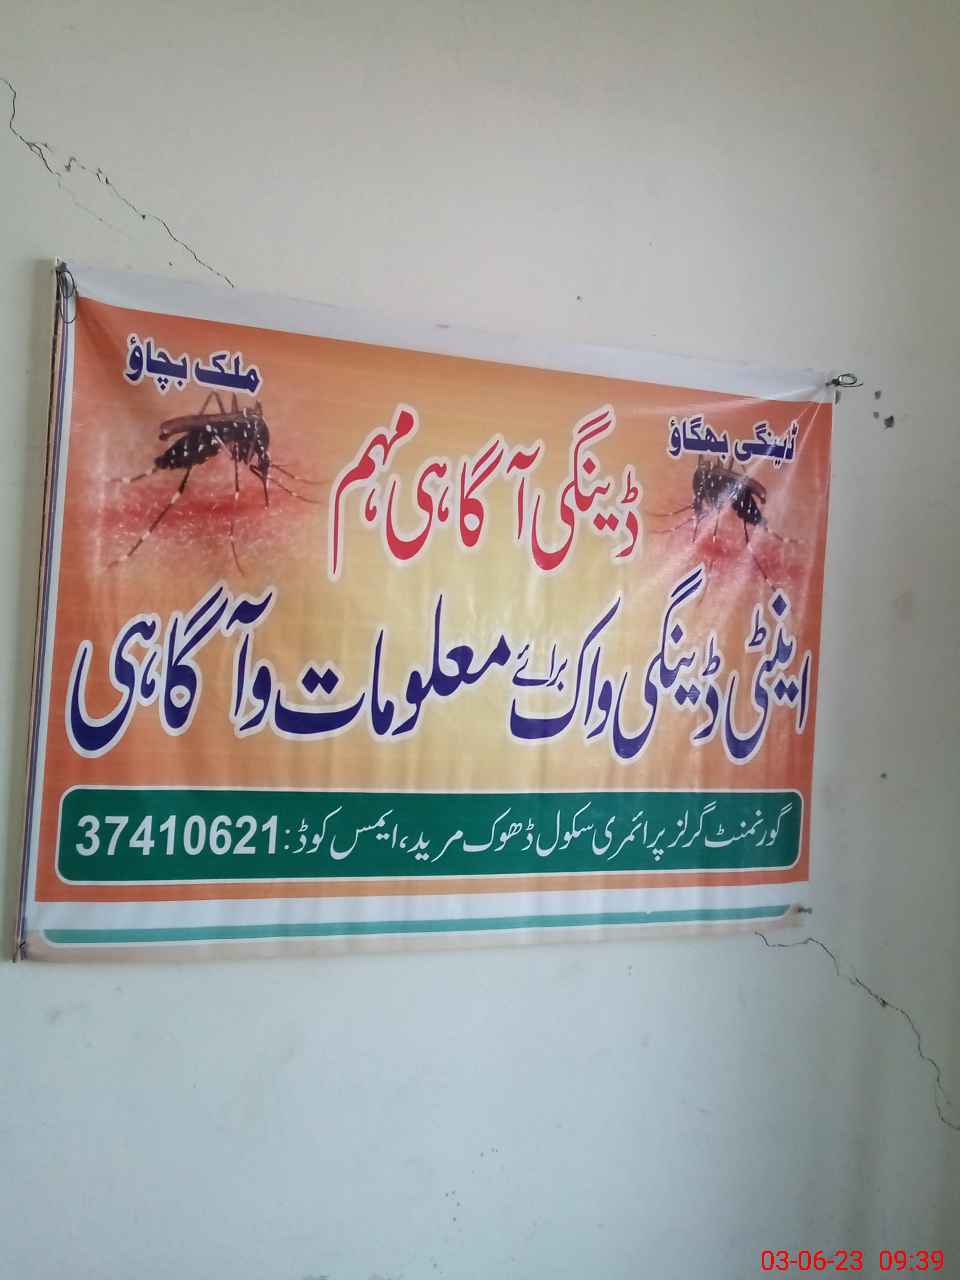 ڈینگی بھگاؤ
ملک بچاؤ
ڈینگی آگاہی مہم
اینٹی ڈینگی واک برائے معلومات و آگاہی
گورنمنٹ گرلز پرائمری سکول ڈھوک مرید، ایمس کوڈ: 37410621
03-06-23 09:39